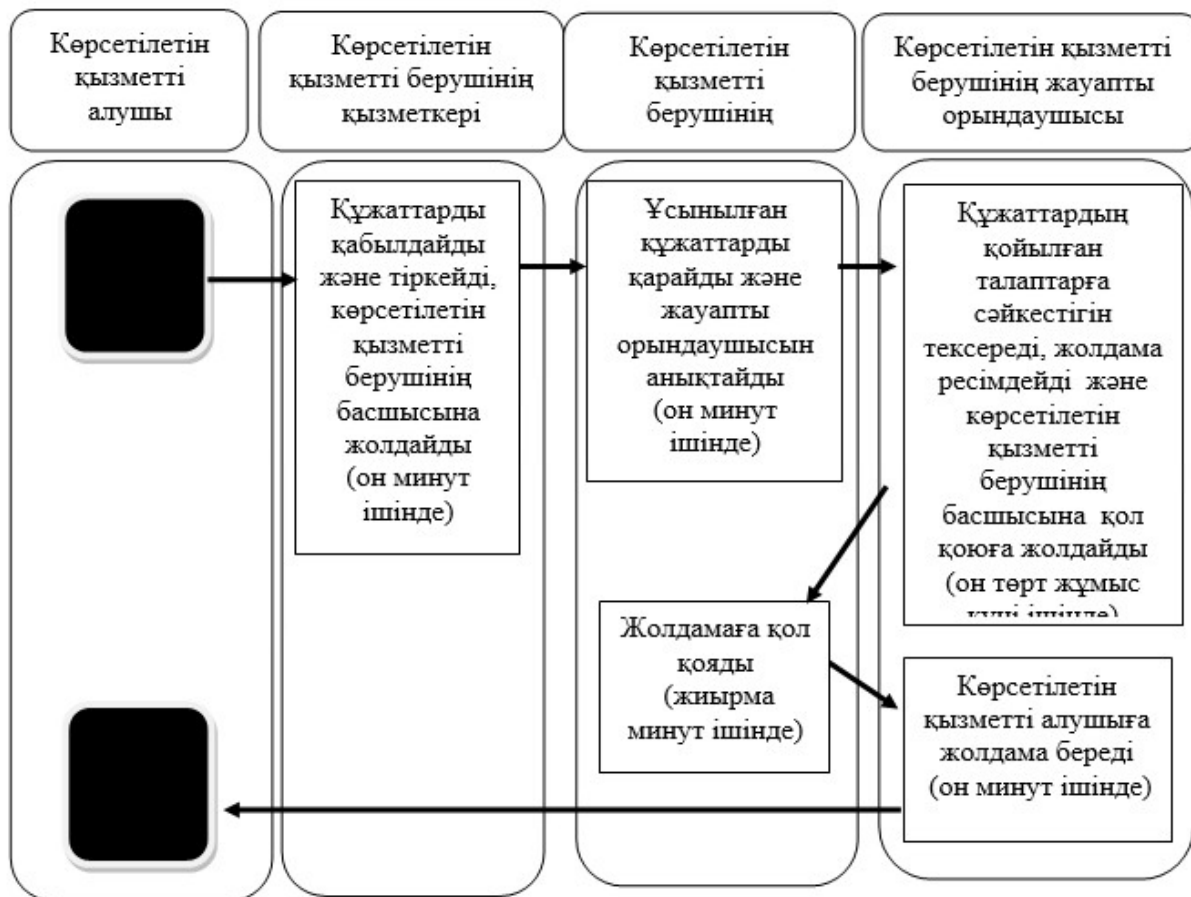 Көрсетілетін
қызметті
алушы
Көрсетілетін
қызметті берушінің
қызметкері
Көрсетілетін
қызметті
берушінің
Көрсетілетін қызметті
берушінің жауапты
орындаушысы
Құжаттарды
қабылдайды
және тіркейді,
көрсетілетін
қызметті
берушінің
басшысына
жолдайды
(он минут
ішінде)
Ұсынылған
құжаттарды
қарайды және
жауапты
орындаушысын
анықтайды
(он минут
ішінде)
Құжаттардың
қойылған
талаптарға
сәйкестігін
тексереді, жолдама
ресімдейді және
көрсетілетін
қызметті
берушінің
басшысына қол
қоюға жолдайды
(он төрт жұмыс
күні ішінде)
Жолдамаға қол
қояды
(жиырма
минут ішінде)
Көрсетілетін
қызметті алушыға
жолдама береді
(он минут ішінде)